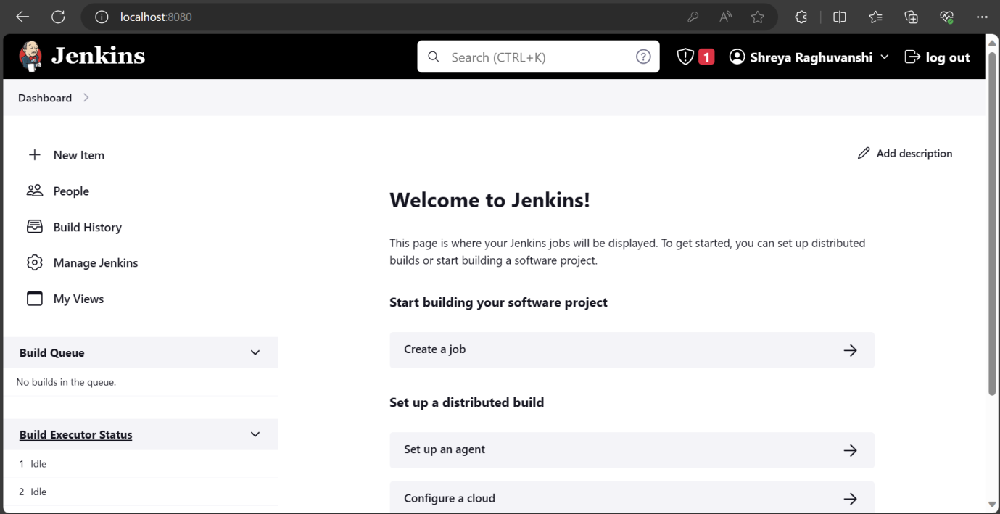 localhost:8080
Jenkins
Search (CTRL+K)
1
Shreya Raghuvanshi
log out
Dashboard
New Item
People
Build History
Manage Jenkins
My Views
Build Queue
No builds in the queue.
Build Executor Status
1 Idle
2 Idle
Add description
Welcome to Jenkins!
This page is where your Jenkins jobs will be displayed. To get started, you can set up distributed
builds or start building a software project.
Start building your software project
Create a job
Set up a distributed build
Set up an agent
Configure a cloud